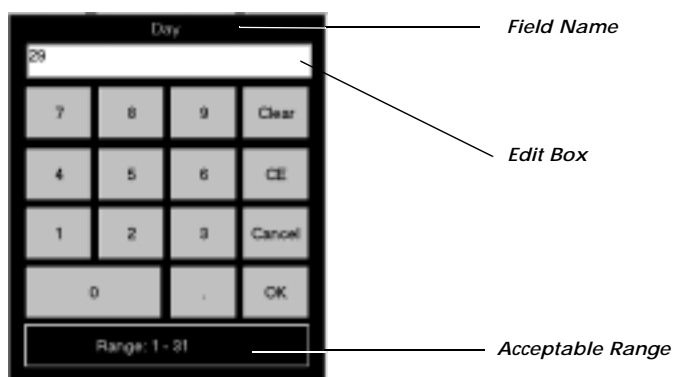 Day
Field Name
29
7 8 9 Clear
Edit Box
4 5 6 CE
1 2 3 Cancel
0 . OK
Range: 1 - 31
Acceptable Range